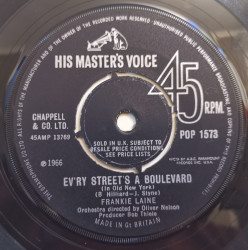 HIS MASTER'S VOICE
45 RPM.
CHAPPELL
& CO. LTD.
45AMP 13769
SOLD IN U.K. SUBJECT TO
RESALE PRICE CONDITIONS,
SEE PRICE LISTS
POP 1573
℗1966
EV'RY STREET'S A BOULEVARD
(In Old New York)
(B. Hilliard—J. Styne)
FRANKIE LAINE
Orchestra directed by Oliver Nelson
Producer Bob Thiele
MADE IN GT. BRITAIN